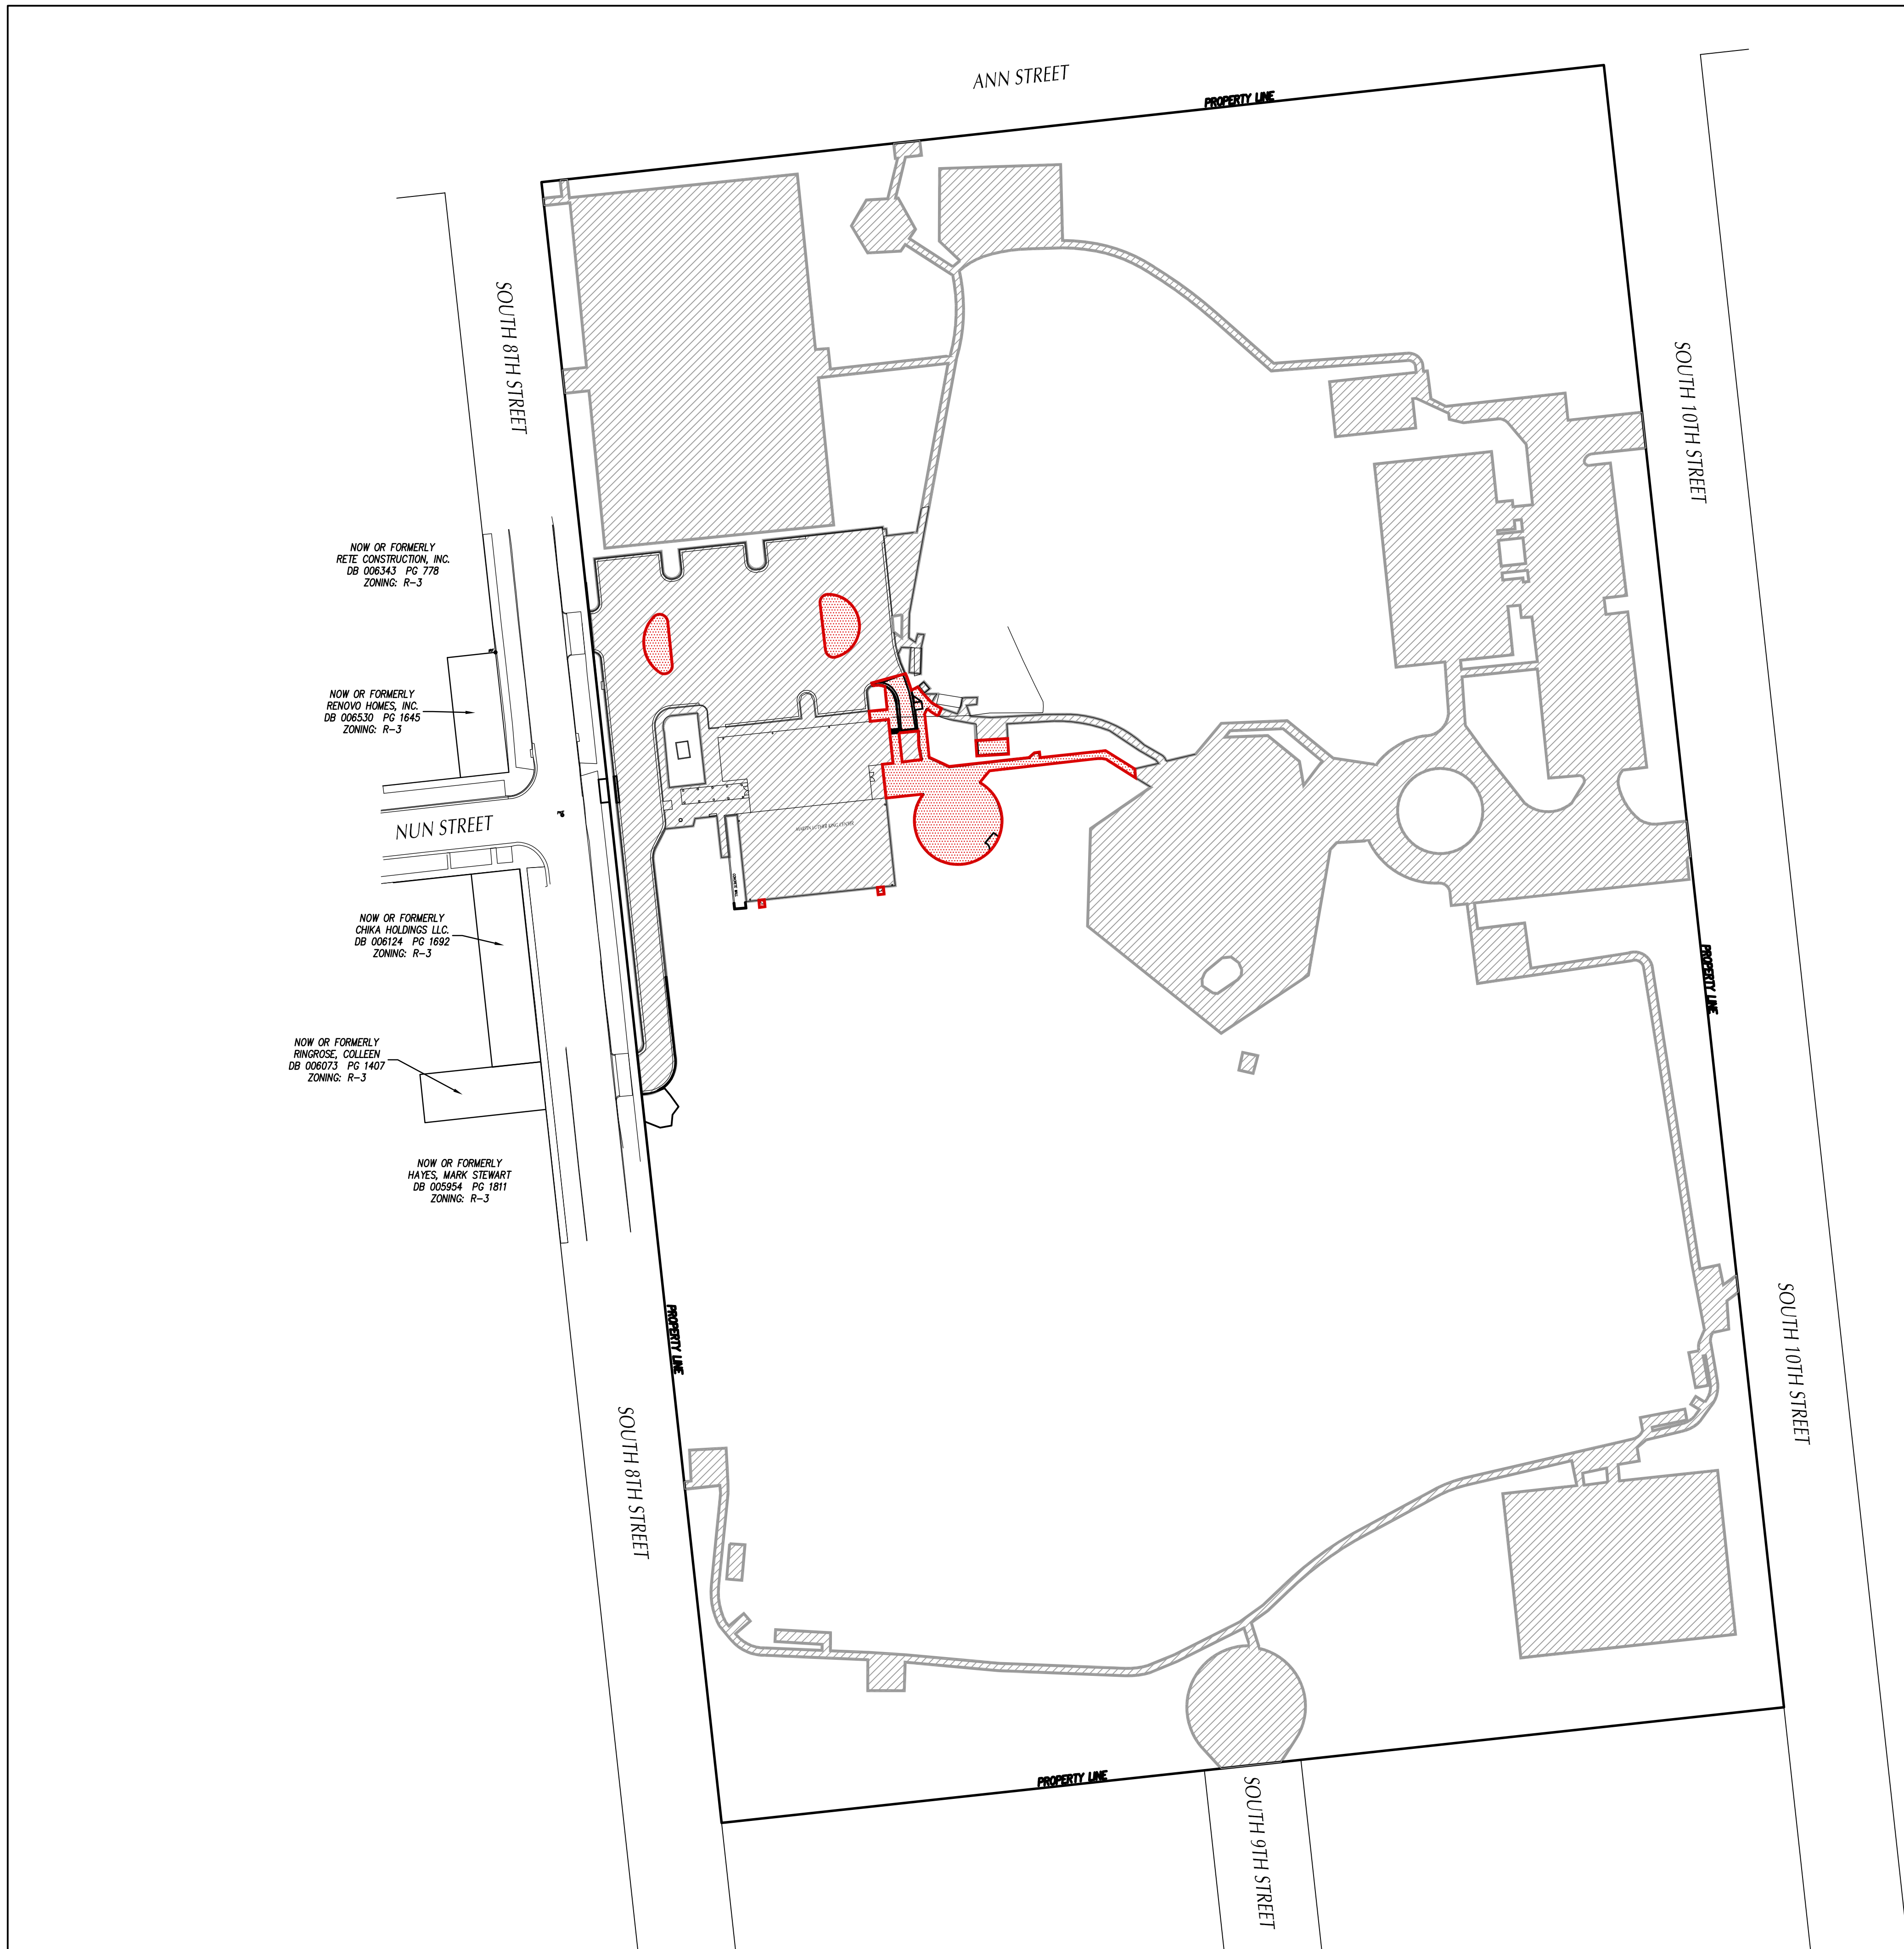 ANN STREET
PROPERTY LINE
SOUTH 8TH STREET
SOUTH 10TH STREET
NOW OR FORMERLY
RETE CONSTRUCTION, INC.
DB 006343 PG 778
ZONING: R-3
NOW OR FORMERLY
RENOVO HOMES, INC.
DB 006530 PG 1645
ZONING: R-3
NUN STREET
MARTIN LUTHER KING CENTER
NOW OR FORMERLY
CHIKA HOLDINGS LLC.
DB 006124 PG 1692
ZONING: R-3
PROPERTY LINE
NOW OR FORMERLY
RINGROSE, COLLEEN
DB 006073 PG 1407
ZONING: R-3
NOW OR FORMERLY
HAYES, MARK STEWART
DB 005954 PG 1811
ZONING: R-3
PROPERTY LINE
SOUTH 10TH STREET
SOUTH 8TH STREET
PROPERTY LINE
SOUTH 9TH STREET